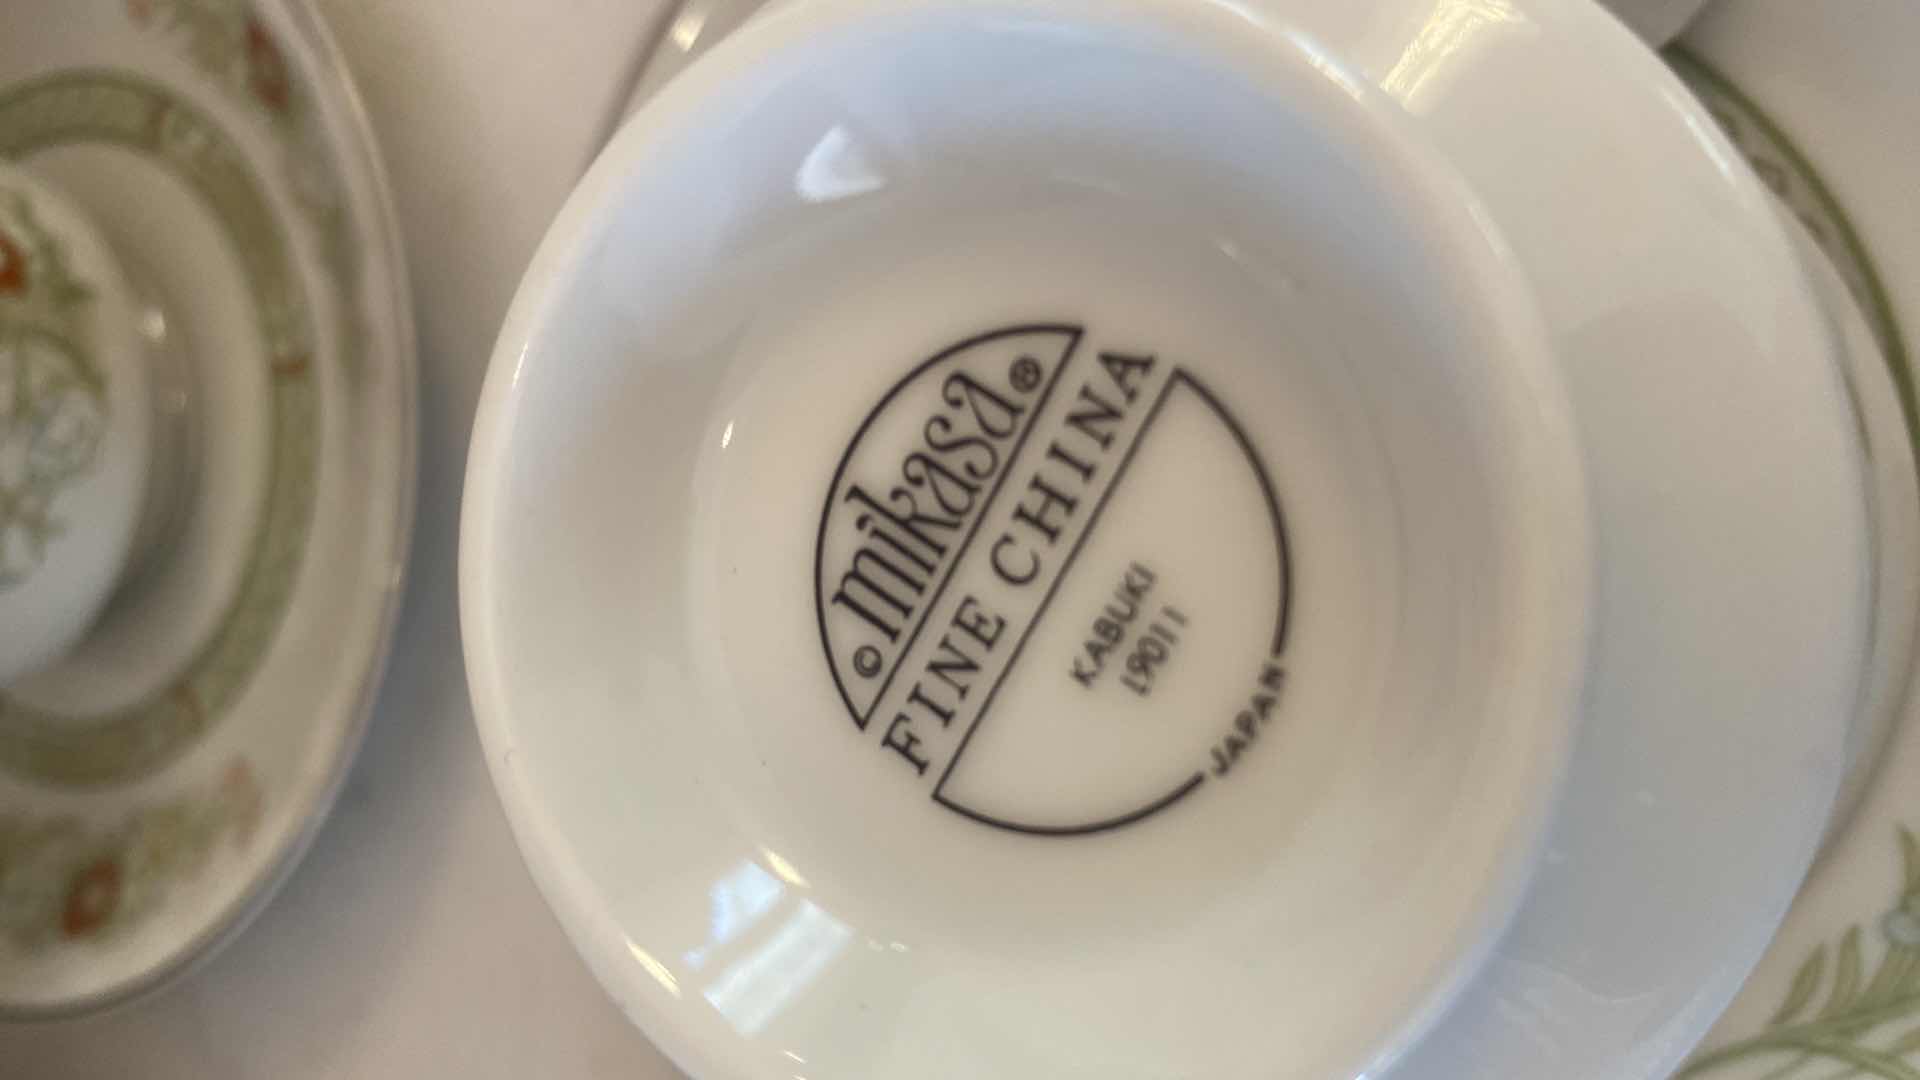 © mikasa ®
FINE CHINA
KABUKI
L9011
JAPAN